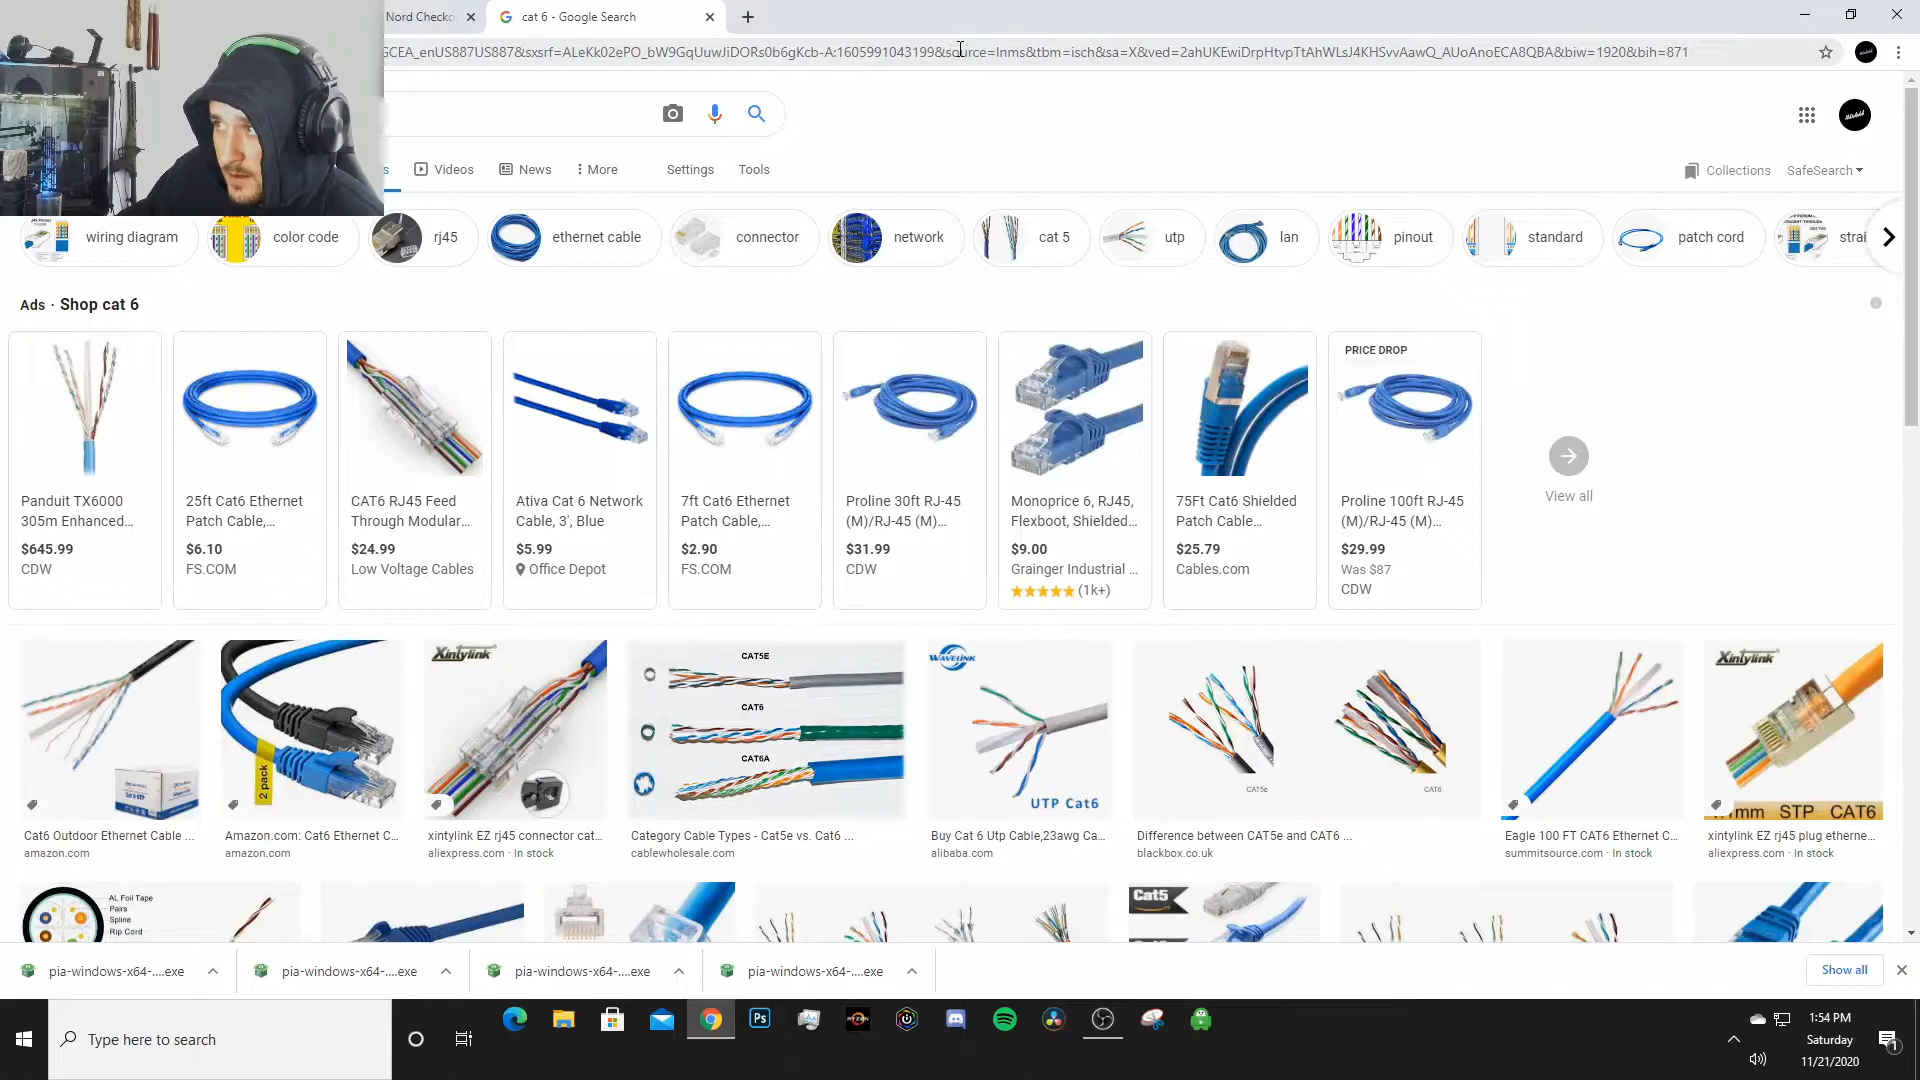 Nord Checko
cat 6 - Google Search
GCEA_enUS887US887&sxsrf=ALeKk02ePO_bW9GqUuwJiDORs0b6gKcb-A:1605991043199&source=lnms&tbm=isch&sa=X&ved=2ahUKEwiDrpHtvpTtAhWLsJ4KHSvvAawQ_AUoAnoECA8QBA&biw=1920&bih=871
s Videos News More Settings Tools
Collections SafeSearch
wiring diagram color code rj45 ethernet cable connector network cat 5 utp lan pinout standard patch cord strai
Ads · Shop cat 6
PRICE DROP
Panduit TX6000
305m Enhanced...
$645.99
CDW
25ft Cat6 Ethernet
Patch Cable,...
$6.10
FS.COM
CAT6 RJ45 Feed
Through Modular...
$24.99
Low Voltage Cables
Ativa Cat 6 Network
Cable, 3', Blue
$5.99
Office Depot
7ft Cat6 Ethernet
Patch Cable,...
$2.90
FS.COM
Proline 30ft RJ-45
(M)/RJ-45 (M)...
$31.99
CDW
Monoprice 6, RJ45,
Flexboot, Shielded...
$9.00
Grainger Industrial ...
(1k+)
75Ft Cat6 Shielded
Patch Cable...
$25.79
Cables.com
Proline 100ft RJ-45
(M)/RJ-45 (M)...
$29.99
Was $87
CDW
View all
2 pack
Xintylink
CAT5E
CAT6
CAT6A
WAVELINK
UTP Cat6
CAT5e
CAT6
Xintylink
mm STP CAT6
Cat6 Outdoor Ethernet Cable ...
amazon.com
Amazon.com: Cat6 Ethernet C...
amazon.com
xintylink EZ rj45 connector cat...
aliexpress.com · In stock
Category Cable Types - Cat5e vs. Cat6 ...
cablewholesale.com
Buy Cat 6 Utp Cable,23awg Ca...
alibaba.com
Difference between CAT5e and CAT6 ...
blackbox.co.uk
Eagle 100 FT CAT6 Ethernet C...
summitsource.com · In stock
xintylink EZ rj45 plug etherne...
aliexpress.com · In stock
AL Foil Tape
Pairs
Spline
Rip Cord
Cat5
pia-windows-x64-....exe
pia-windows-x64-....exe
pia-windows-x64-....exe
pia-windows-x64-....exe
Show all
Type here to search
Ps
RYZEN
1:54 PM
Saturday
11/21/2020
1